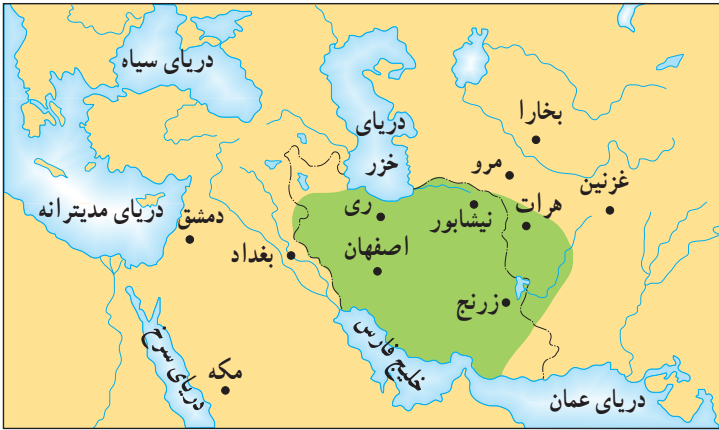 دریای سیاه
دریای
خزر
بخارا
مرو
غزنین
هرات
نیشابور
ری
دریای مدیترانه
دمشق
اصفهان
بغداد
زرنج
خلیج فارس
دریای سرخ
مکه
دریای عمان